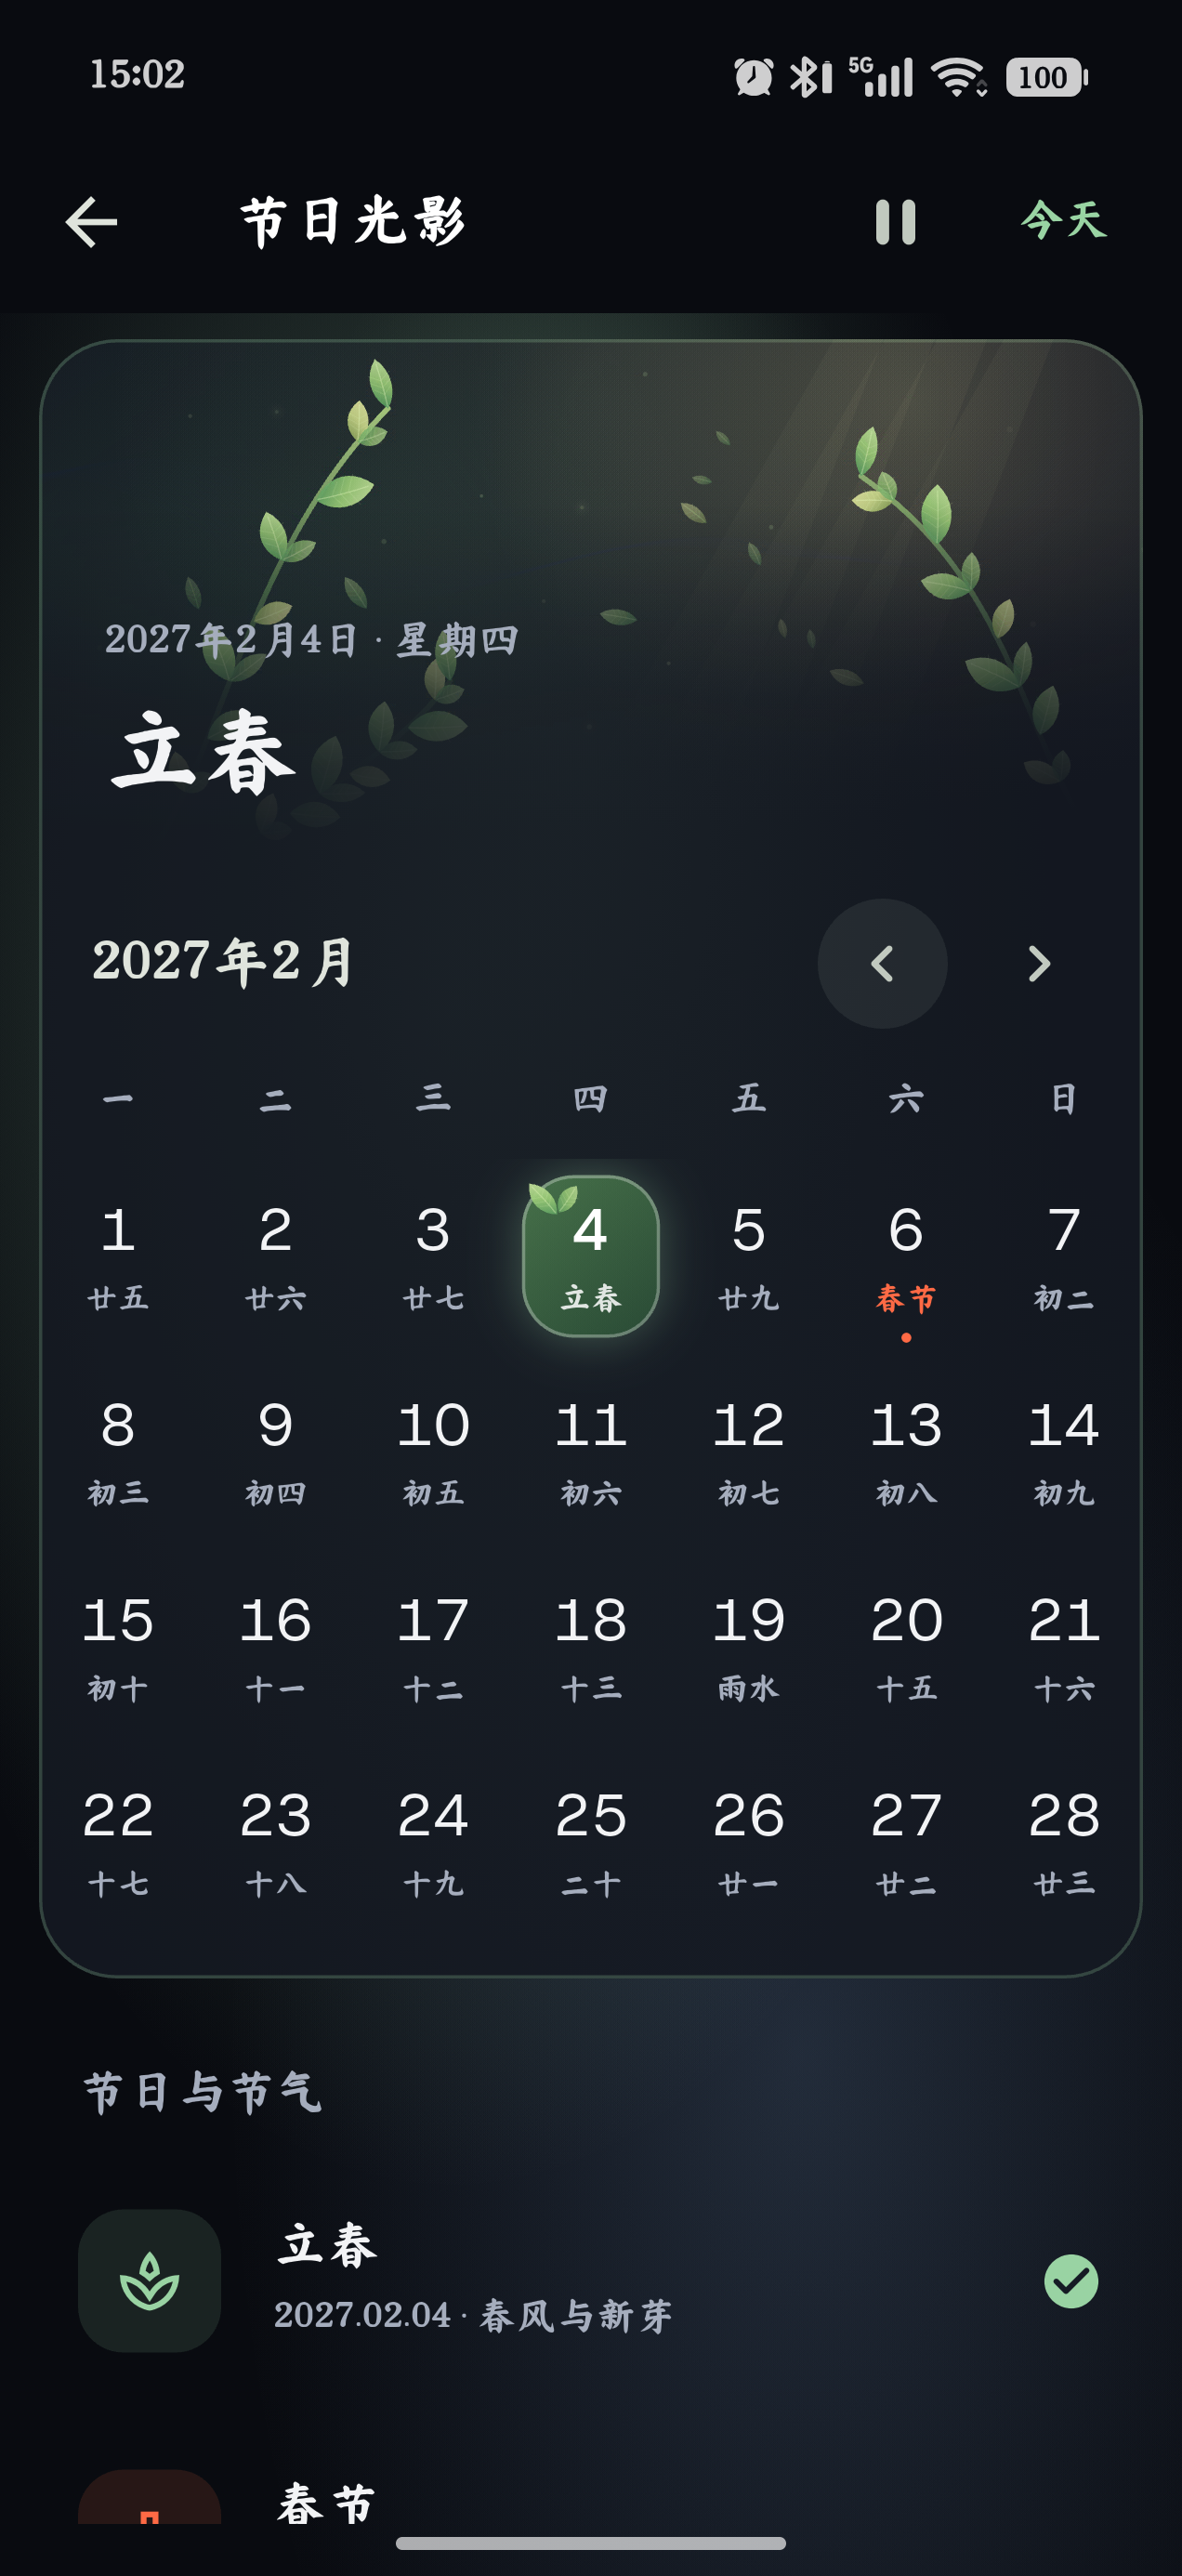 15:02 5G 100
节日光影 今天
2027年2月4日 · 星期四
立春
2027年2月
一 二 三 四 五 六 日
1 2 3 4 5 6 7
廿五 廿六 廿七 立春 廿九 春节 初二
8 9 10 11 12 13 14
初三 初四 初五 初六 初七 初八 初九
15 16 17 18 19 20 21
初十 十一 十二 十三 雨水 十五 十六
22 23 24 25 26 27 28
十七 十八 十九 二十 廿一 廿二 廿三
节日与节气
立春
2027.02.04 · 春风与新芽
春节